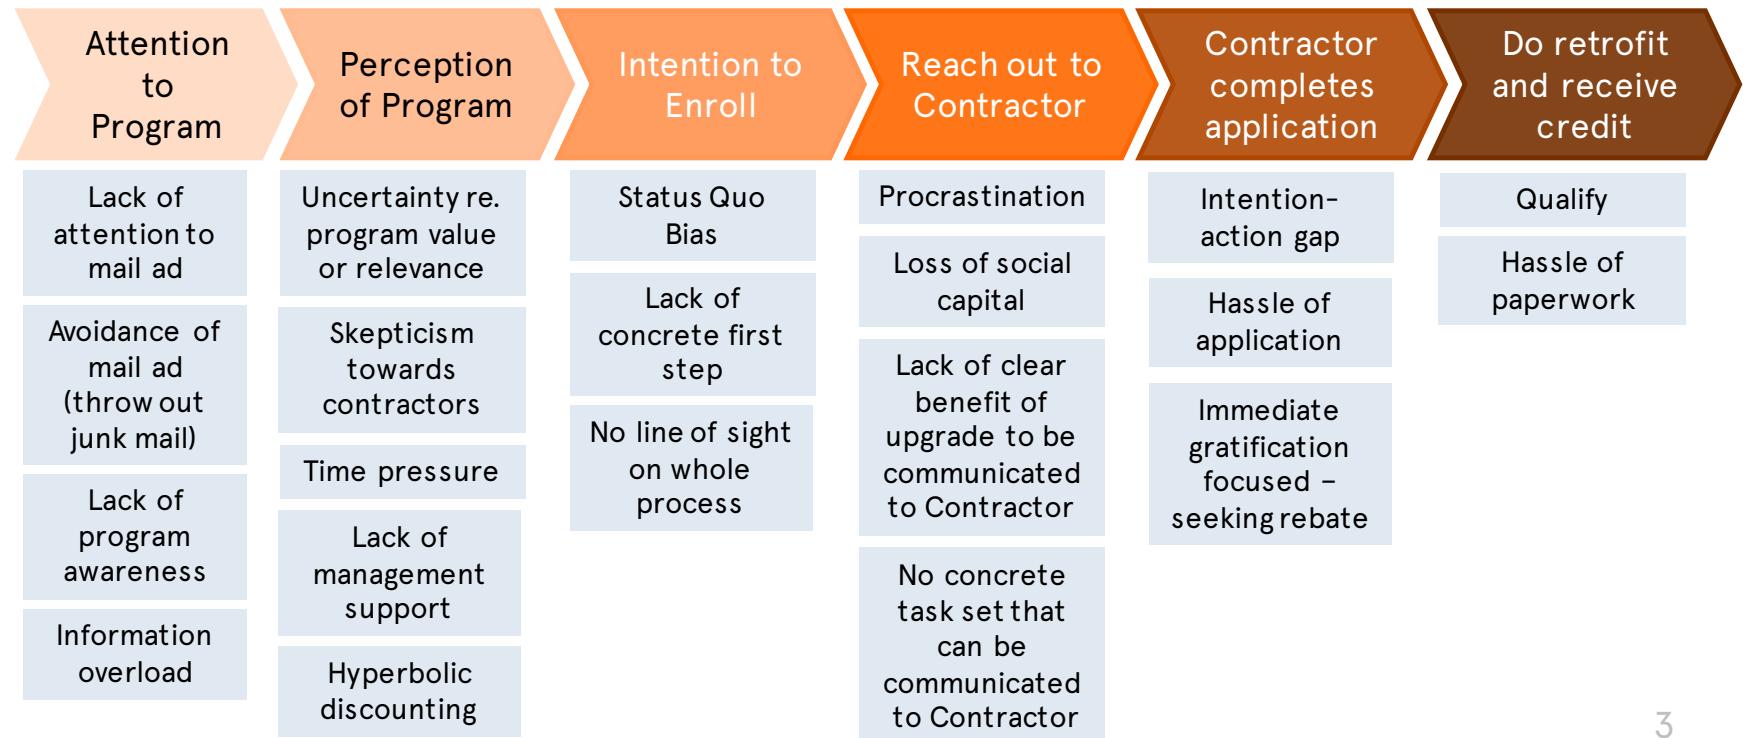 Attention
to
Program
Perception
of Program
Intention to
Enroll
Reach out to
Contractor
Contractor
completes
application
Do retrofit
and receive
credit
Lack of
attention to
mail ad
Avoidance of
mail ad
(throw out
junk mail)
Lack of
program
awareness
Information
overload
Uncertainty re.
program value
or relevance
Skepticism
towards
contractors
Time pressure
Lack of
management
support
Hyperbolic
discounting
Status Quo
Bias
Lack of
concrete first
step
No line of sight
on whole
process
Procrastination
Loss of social
capital
Lack of clear
benefit of
upgrade to be
communicated
to Contractor
No concrete
task set that
can be
communicated
to Contractor
Intention-
action gap
Hassle of
application
Immediate
gratification
focused –
seeking rebate
Qualify
Hassle of
paperwork
3